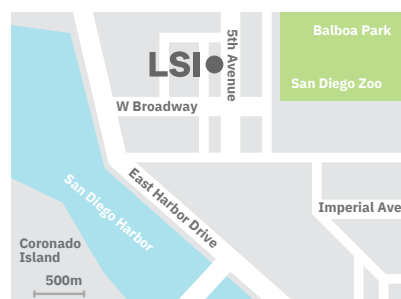 Balboa Park
5th Avenue
LSI
San Diego Zoo
W Broadway
East Harbor Drive
San Diego Harbor
Imperial Ave
Coronado
Island
500m